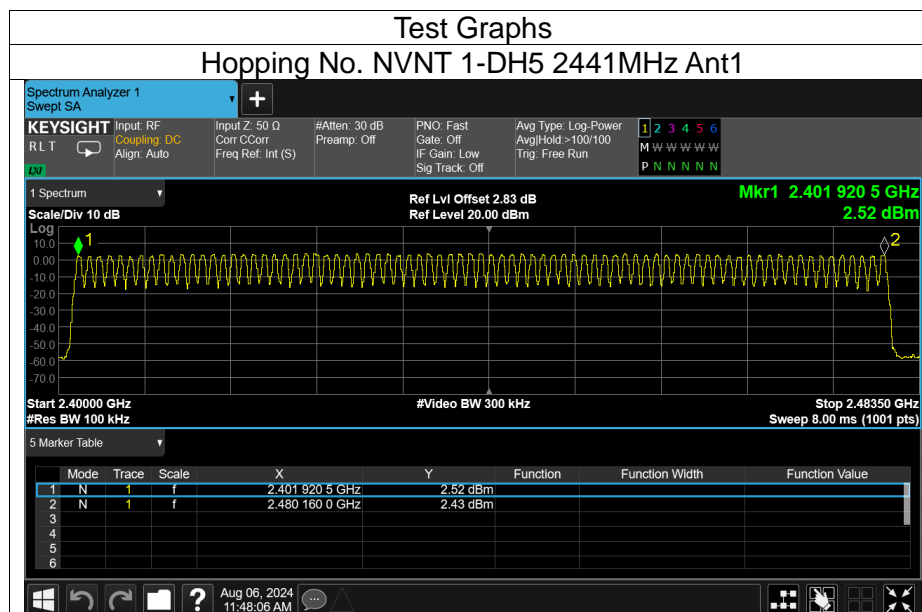 Test Graphs
Hopping No. NVNT 1-DH5 2441MHz Ant1
Spectrum Analyzer 1
Swept SA
+
KEYSIGHT Input: RF Input Z: 50 Ω #Atten: 30 dB PNO: Fast Avg Type: Log-Power 1 2 3 4 5 6
RLT Coupling: DC Corr CCorr Preamp: Off Gate: Off Avg|Hold:>100/100 M W W W W W
Align: Auto Freq Ref: Int (S) IF Gain: Low Trig: Free Run
LXI Sig Track: Off P N N N N N
1 Spectrum Ref Lvl Offset 2.83 dB Mkr1 2.401 920 5 GHz
Scale/Div 10 dB Ref Level 20.00 dBm 2.52 dBm
Log
10.0 1 2
0.00
-10.0
-20.0
-30.0
-40.0
-50.0
-60.0
-70.0
Start 2.40000 GHz #Video BW 300 kHz Stop 2.48350 GHz
#Res BW 100 kHz Sweep 8.00 ms (1001 pts)
5 Marker Table
Mode Trace Scale X Y Function Function Width Function Value
1 N 1 f 2.401 920 5 GHz 2.52 dBm
2 N 1 f 2.480 160 0 GHz 2.43 dBm
3
4
5
6
? Aug 06, 2024
11:48:06 AM